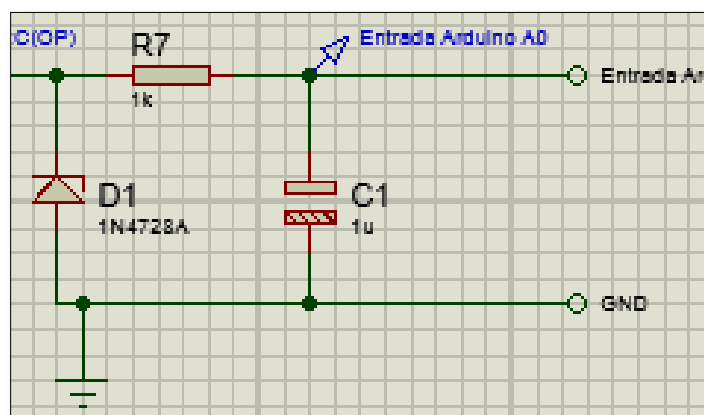 C(OP)
Entrada Arduino A0
R7
Entrada Ar
1k
D1
C1
1N4728A
1u
GND